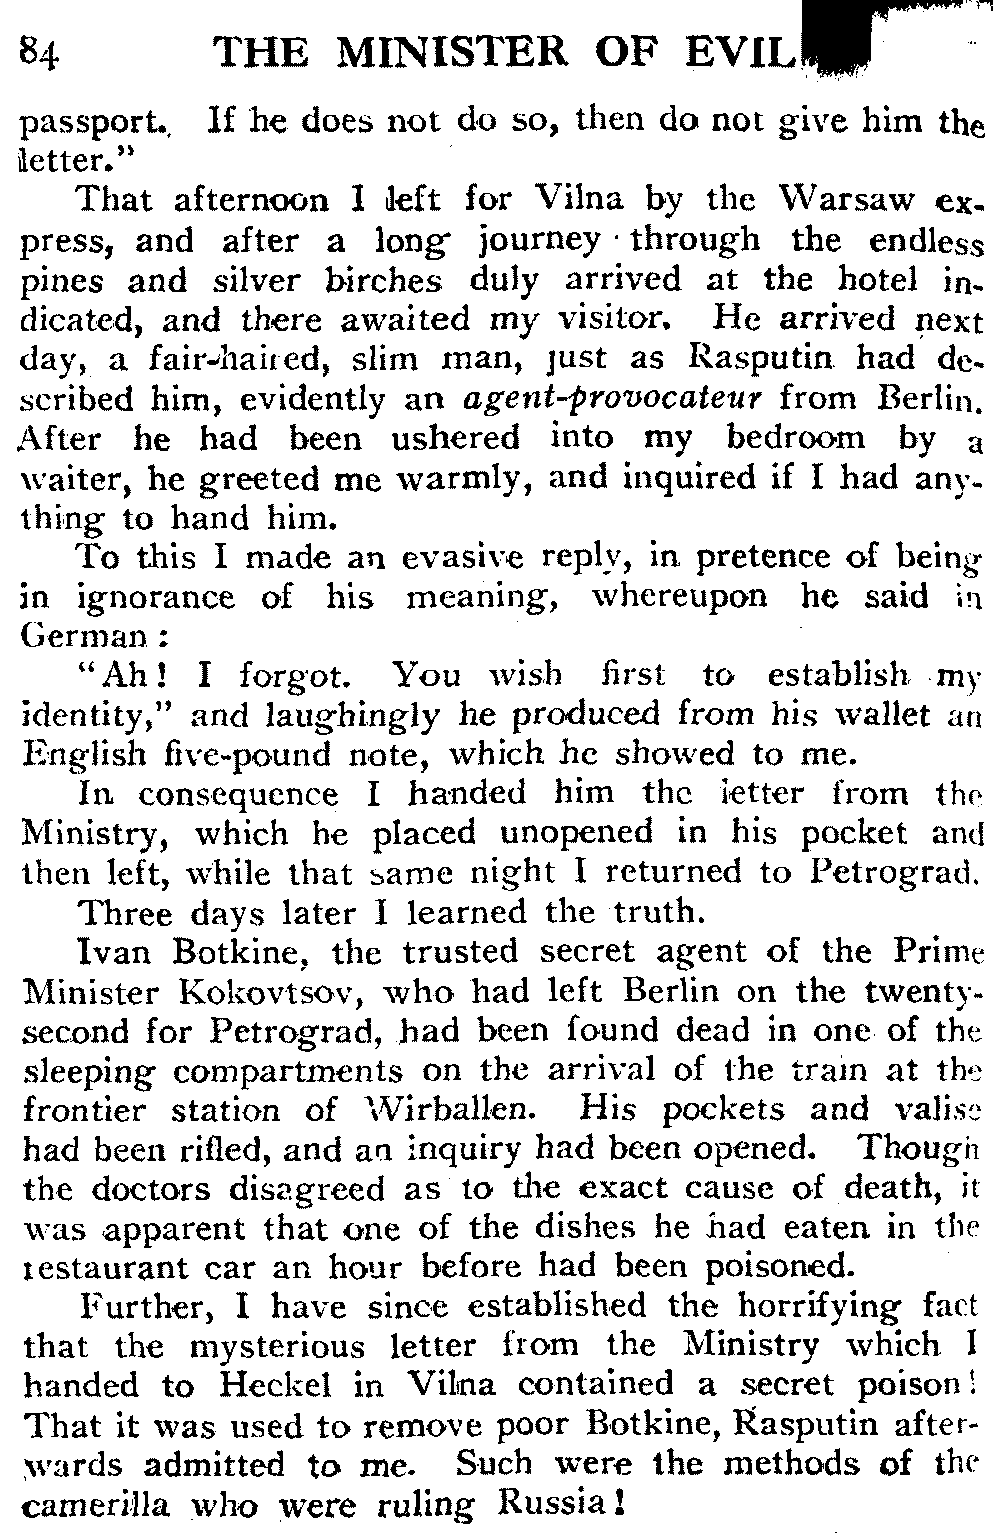 84 THE MINISTER OF EVIL
passport. If he does not do so, then do not give him the
letter."
That afternoon I left for Vilna by the Warsaw ex-
press, and after a long journey through the endless
pines and silver birches duly arrived at the hotel in-
dicated, and there awaited my visitor. He arrived next
day, a fair-haired, slim man, just as Rasputin had de-
scribed him, evidently an agent-provocateur from Berlin.
After he had been ushered into my bedroom by a
waiter, he greeted me warmly, and inquired if I had any-
thing to hand him.
To this I made an evasive reply, in pretence of being
in ignorance of his meaning, whereupon he said in
German :
"Ah! I forgot. You wish first to establish my
identity," and laughingly he produced from his wallet an
English five-pound note, which he showed to me.
In consequence I handed him the letter from the
Ministry, which he placed unopened in his pocket and
then left, while that same night I returned to Petrograd.
Three days later I learned the truth.
Ivan Botkine, the trusted secret agent of the Prime
Minister Kokovtsov, who had left Berlin on the twenty-
second for Petrograd, had been found dead in one of the
sleeping compartments on the arrival of the train at the
frontier station of Wirballen. His pockets and valise
had been rifled, and an inquiry had been opened. Though
the doctors disagreed as to the exact cause of death, it
was apparent that one of the dishes he had eaten in the
restaurant car an hour before had been poisoned.
Further, I have since established the horrifying fact
that the mysterious letter from the Ministry which I
handed to Heckel in Vilna contained a secret poison!
That it was used to remove poor Botkine, Rasputin after-
wards admitted to me. Such were the methods of the
camerilla who were ruling Russia!